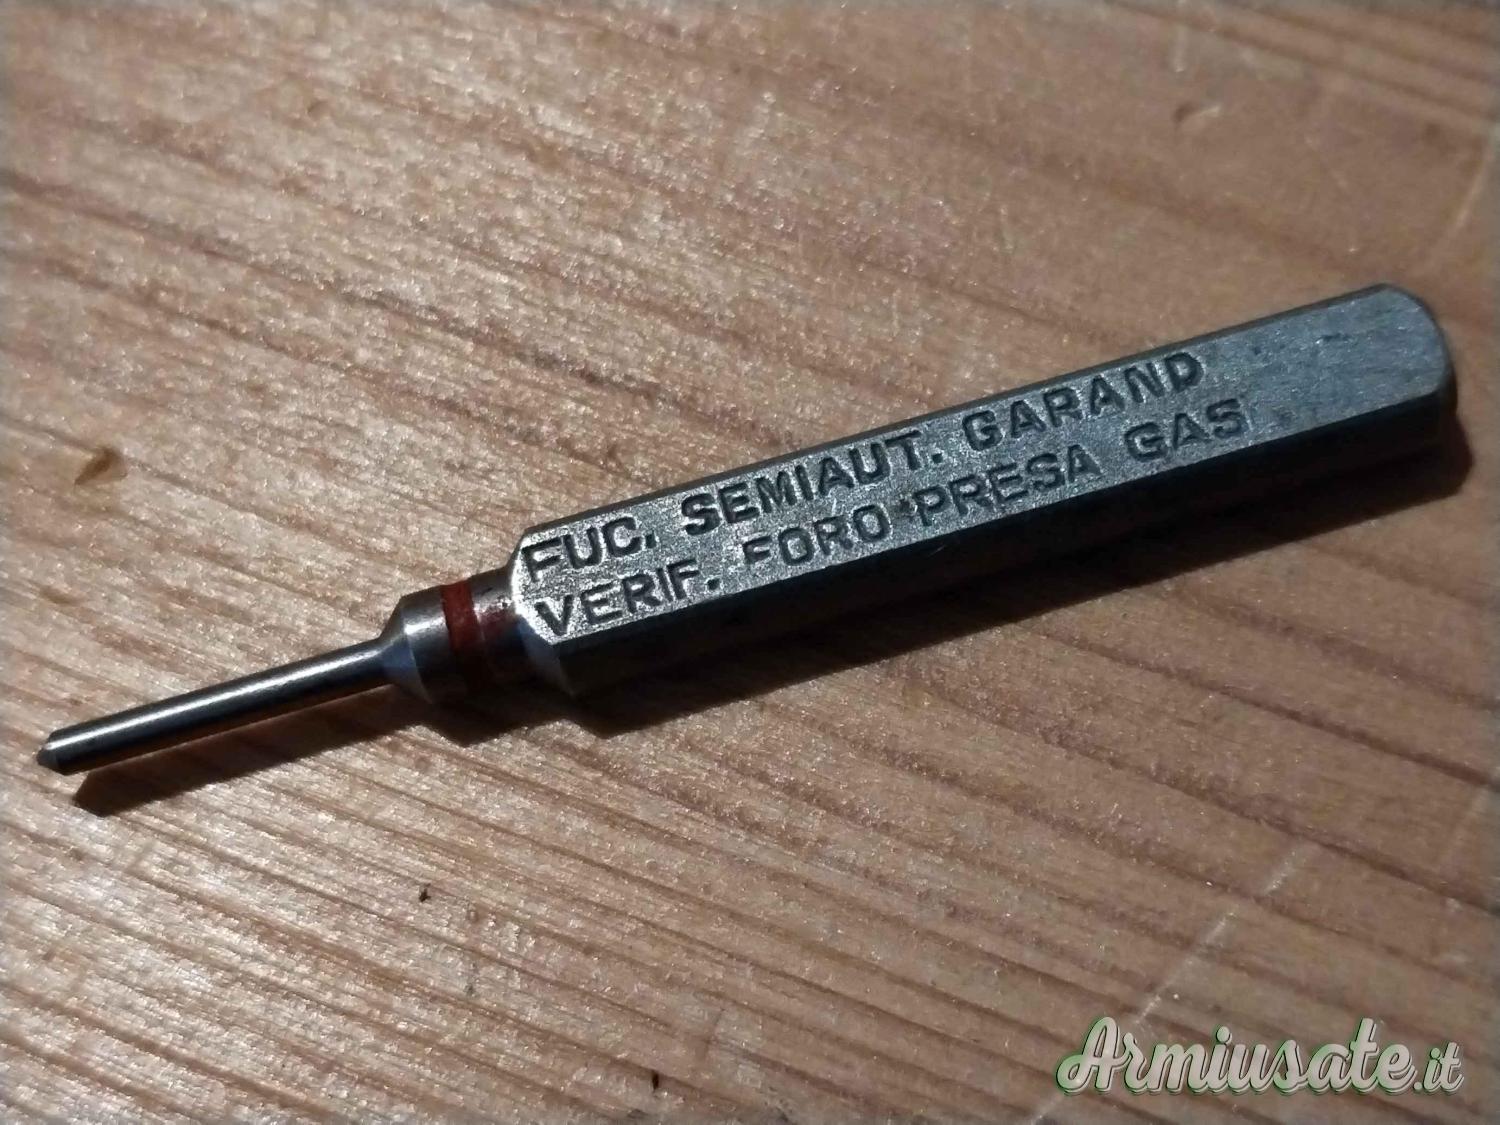 FUC. SEMIAUT. GARAND
VERIF. FORO PRESA GAS
Armiusate.it